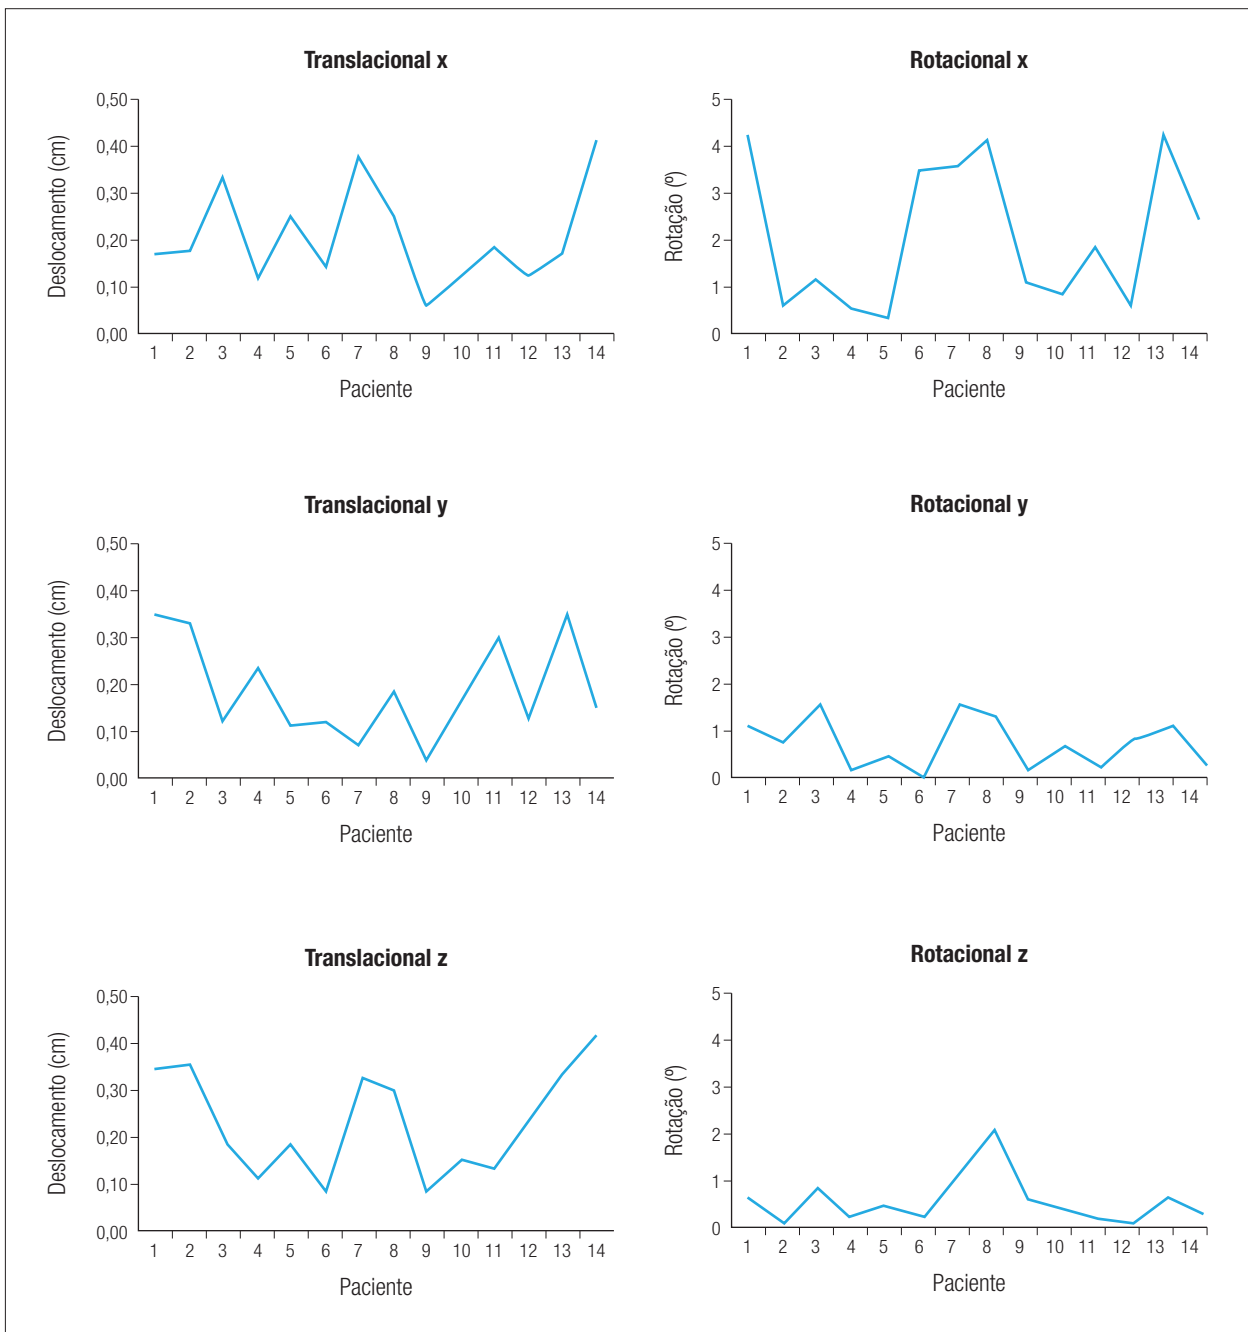 Translacional x
Deslocamento (cm)
0,50
0,40
0,30
0,20
0,10
0,00
1 2 3 4 5 6 7 8 9 10 11 12 13 14
Paciente
Rotacional x
Rotação (º)
5
4
3
2
1
0
1 2 3 4 5 6 7 8 9 10 11 12 13 14
Paciente
Translacional y
Deslocamento (cm)
0,50
0,40
0,30
0,20
0,10
0,00
1 2 3 4 5 6 7 8 9 10 11 12 13 14
Paciente
Rotacional y
Rotação (º)
5
4
3
2
1
0
1 2 3 4 5 6 7 8 9 10 11 12 13 14
Paciente
Translacional z
Deslocamento (cm)
0,50
0,40
0,30
0,20
0,10
0,00
1 2 3 4 5 6 7 8 9 10 11 12 13 14
Paciente
Rotacional z
Rotação (º)
5
4
3
2
1
0
1 2 3 4 5 6 7 8 9 10 11 12 13 14
Paciente